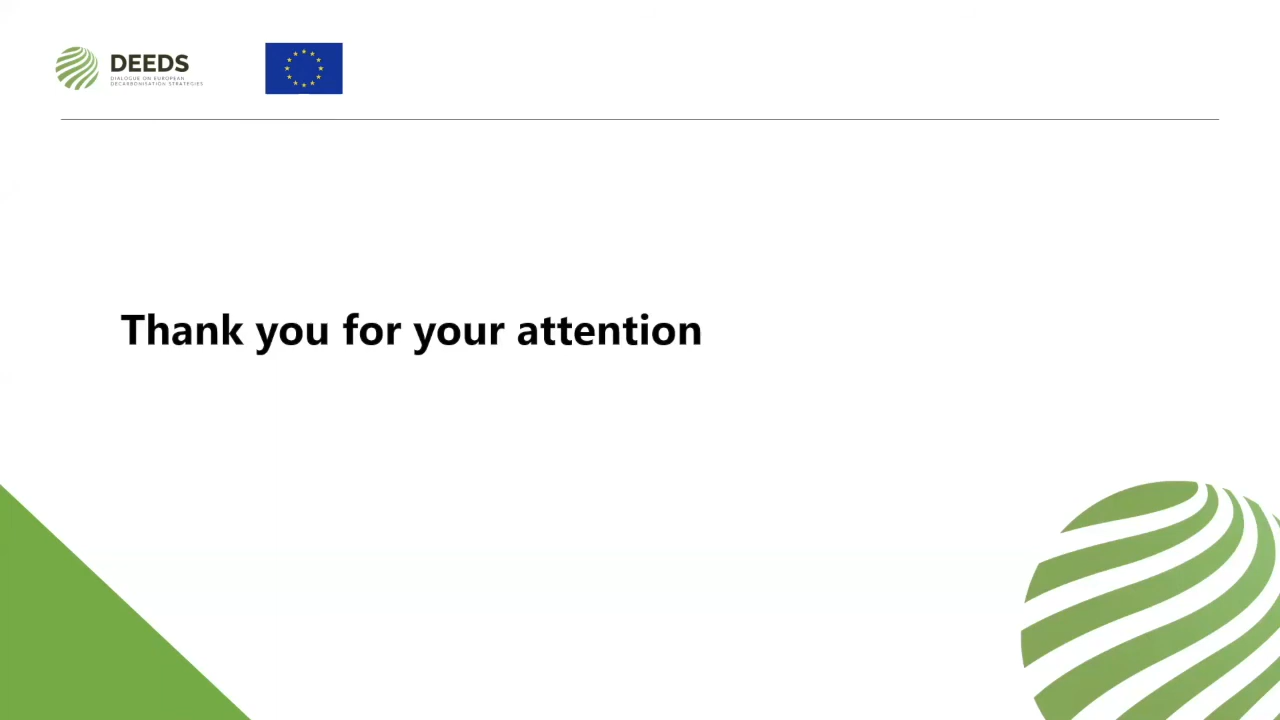 DEEDS
DIALOGUE ON EUROPEAN
DECARBONISATION STRATEGIES
Thank you for your attention